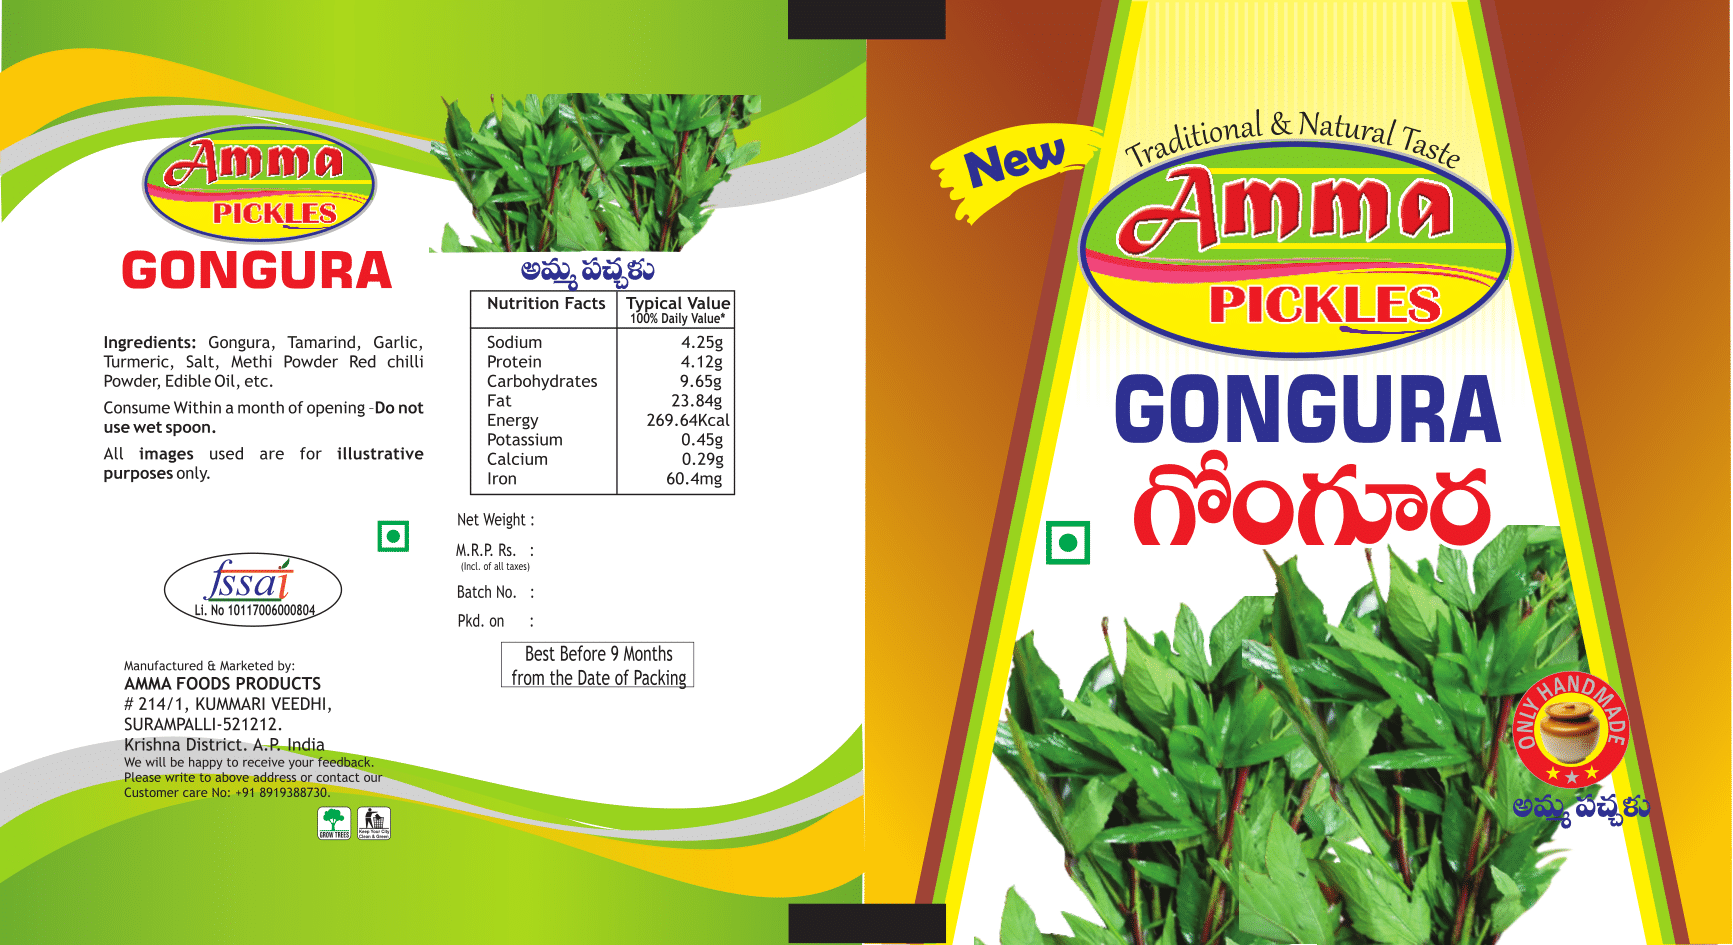 Amma
PICKLES
GONGURA
Ingredients: Gongura, Tamarind, Garlic,
Turmeric, Salt, Methi Powder Red chilli
Powder, Edible Oil, etc.
Consume Within a month of opening –Do not
use wet spoon.
All images used are for illustrative
purposes only.
fssai
Li. No 10117006000804
Manufactured & Marketed by:
AMMA FOODS PRODUCTS
# 214/1, KUMMARI VEEDHI,
SURAMPALLI-521212.
Krishna District. A.P. India
We will be happy to receive your feedback.
Please write to above address or contact our
Customer care No: +91 8919388730.
GROW TREES
Keep Your City
Clean & Green
అమ్మ పచ్చళు
Nutrition Facts Typical Value
100% Daily Value*
Sodium 4.25g
Protein 4.12g
Carbohydrates 9.65g
Fat 23.84g
Energy 269.64Kcal
Potassium 0.45g
Calcium 0.29g
Iron 60.4mg
Net Weight :
M.R.P. Rs. :
(Incl. of all taxes)
Batch No. :
Pkd. on :
Best Before 9 Months
from the Date of Packing
New
Traditional & Natural Taste
Amma
PICKLES
GONGURA
గోంగూర
ONLY HANDMADE
అమ్మ పచ్చళు